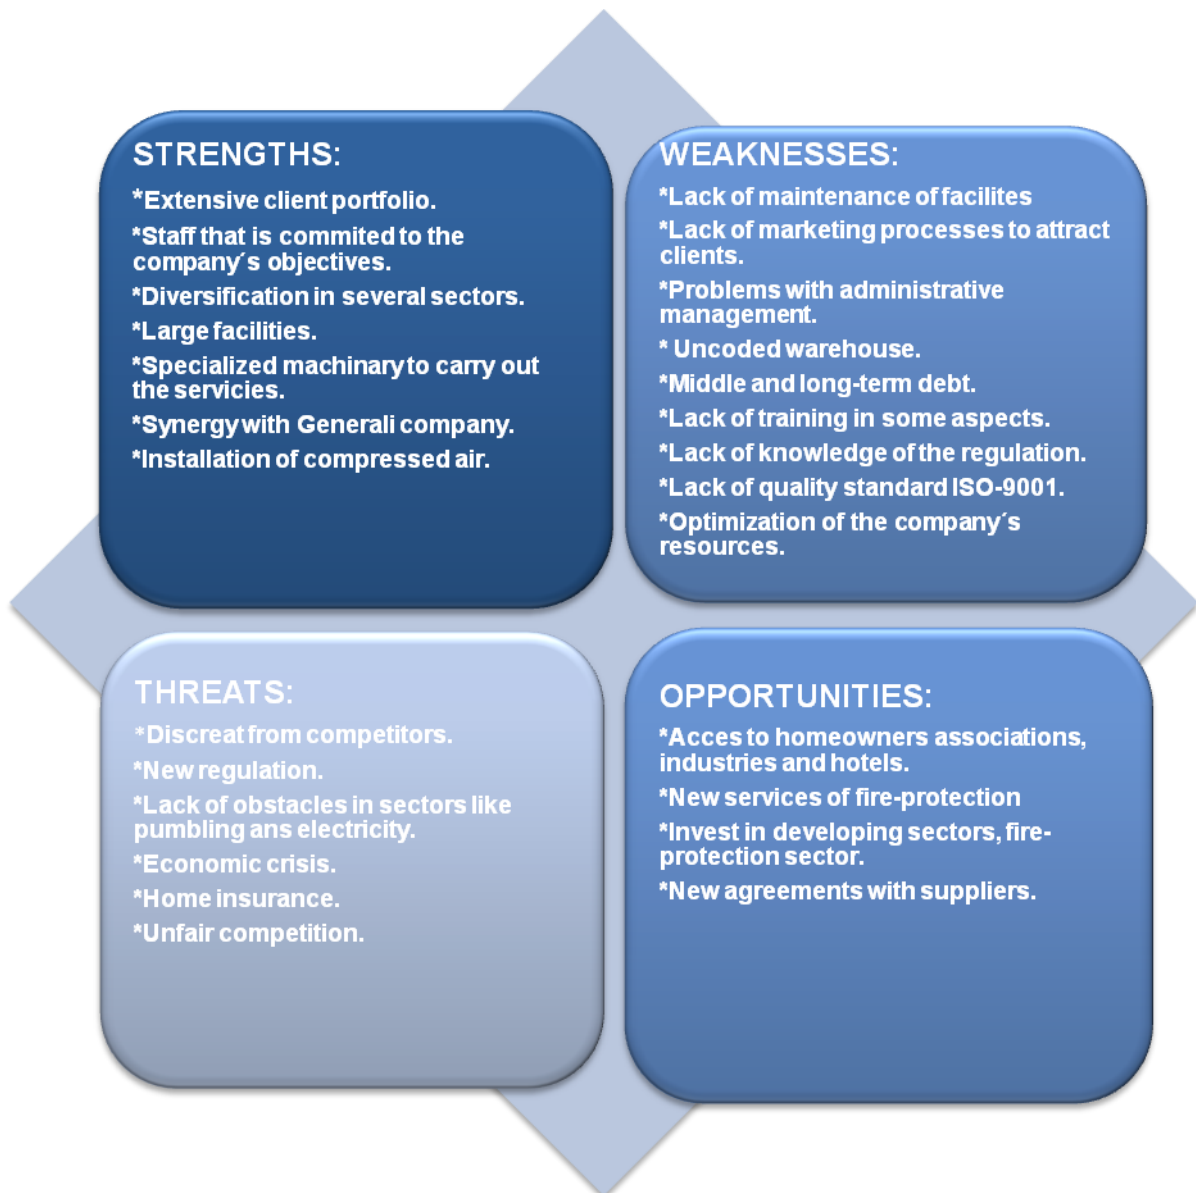 STRENGTHS:
*Extensive client portfolio.
*Staff that is commited to the
company´s objectives.
*Diversification in several sectors.
*Large facilities.
*Specialized machinary to carry out
the servicies.
*Synergy with Generali company.
*Installation of compressed air.
WEAKNESSES:
*Lack of maintenance of facilites
*Lack of marketing processes to attract
clients.
*Problems with administrative
management.
* Uncoded warehouse.
*Middle and long-term debt.
*Lack of training in some aspects.
*Lack of knowledge of the regulation.
*Lack of quality standard ISO-9001.
*Optimization of the company´s
resources.
THREATS:
*Discreat from competitors.
*New regulation.
*Lack of obstacles in sectors like
pumbling ans electricity.
*Economic crisis.
*Home insurance.
*Unfair competition.
OPPORTUNITIES:
*Acces to homeowners associations,
industries and hotels.
*New services of fire-protection
*Invest in developing sectors, fire-
protection sector.
*New agreements with suppliers.